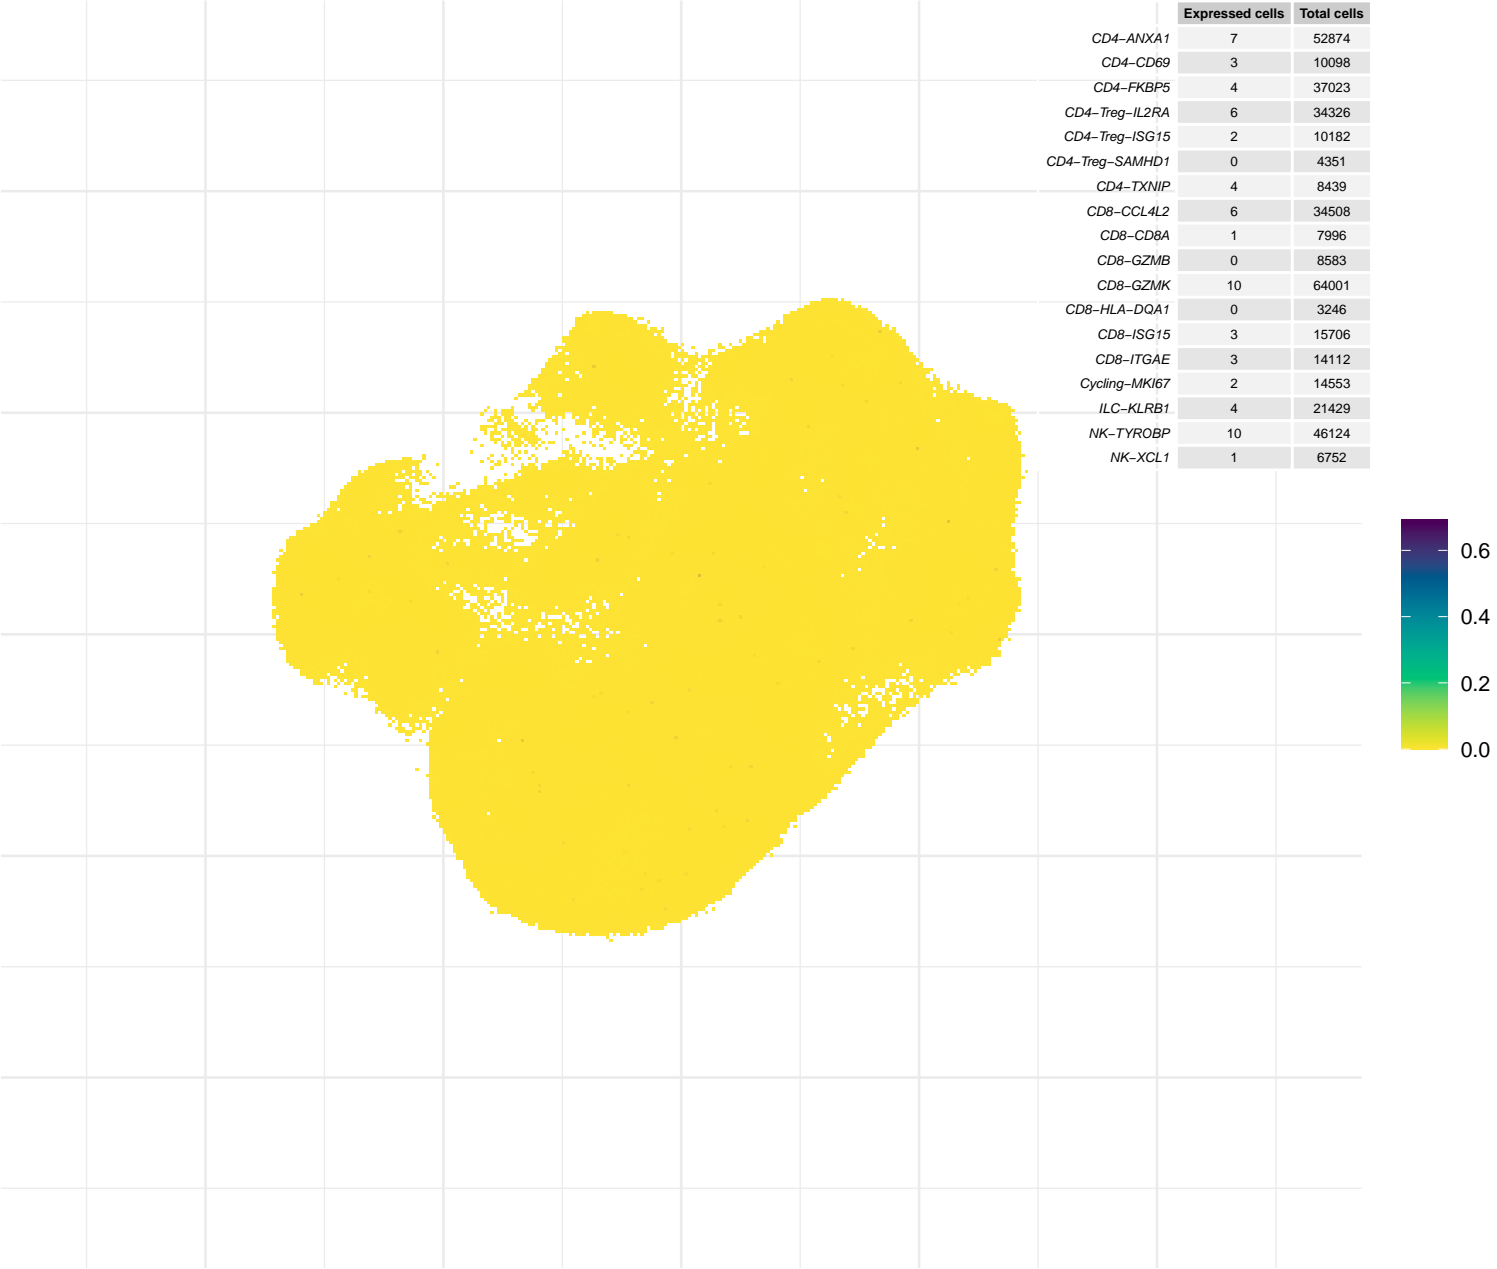 Expressed cells Total cells
CD4−ANXA1 7 52874
CD4−CD69 3 10098
CD4−FKBP5 4 37023
CD4−Treg−IL2RA 6 34326
CD4−Treg−ISG15 2 10182
CD4−Treg−SAMHD1 0 4351
CD4−TXNIP 4 8439
CD8−CCL4L2 6 34508
CD8−CD8A 1 7996
CD8−GZMB 0 8583
CD8−GZMK 10 64001
CD8−HLA−DQA1 0 3246
CD8−ISG15 3 15706
CD8−ITGAE 3 14112
Cycling−MKI67 2 14553
ILC−KLRB1 4 21429
NK−TYROBP 10 46124
NK−XCL1 1 6752
0.6
0.4
0.2
0.0